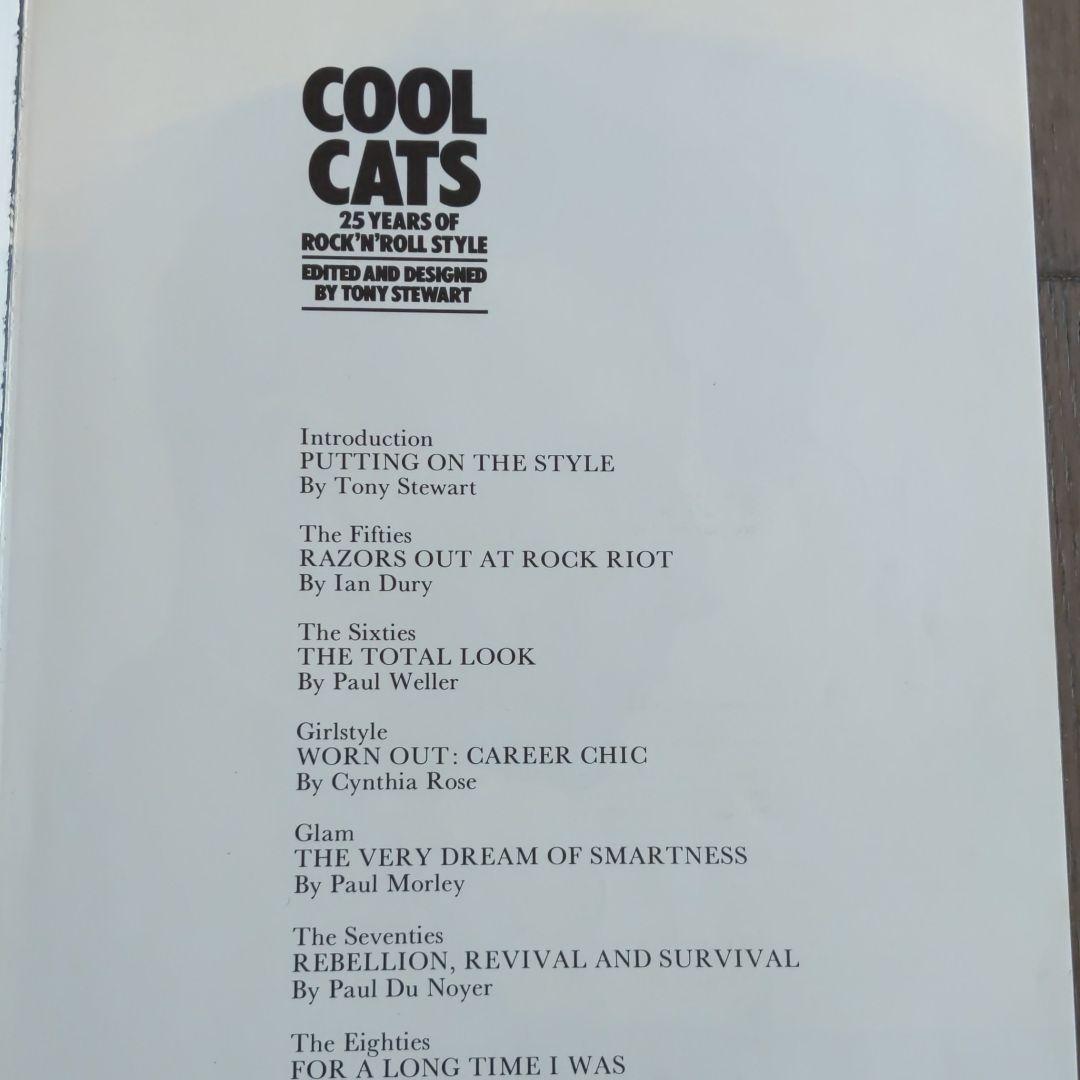 COOL
CATS
25 YEARS OF
ROCK'N'ROLL STYLE
EDITED AND DESIGNED
BY TONY STEWART
Introduction
PUTTING ON THE STYLE
By Tony Stewart
The Fifties
RAZORS OUT AT ROCK RIOT
By Ian Dury
The Sixties
THE TOTAL LOOK
By Paul Weller
Girlstyle
WORN OUT: CAREER CHIC
By Cynthia Rose
Glam
THE VERY DREAM OF SMARTNESS
By Paul Morley
The Seventies
REBELLION, REVIVAL AND SURVIVAL
By Paul Du Noyer
The Eighties
FOR A LONG TIME I WAS